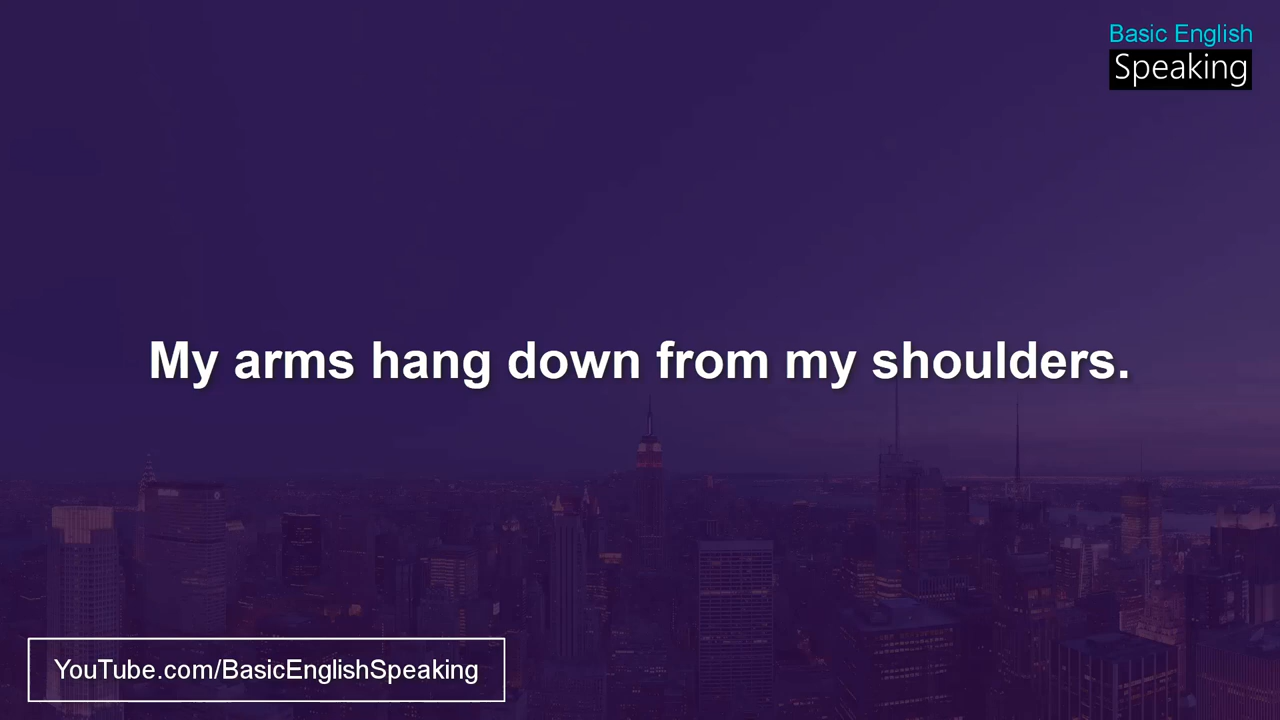 Basic English
Speaking
My arms hang down from my shoulders.
YouTube.com/BasicEnglishSpeaking